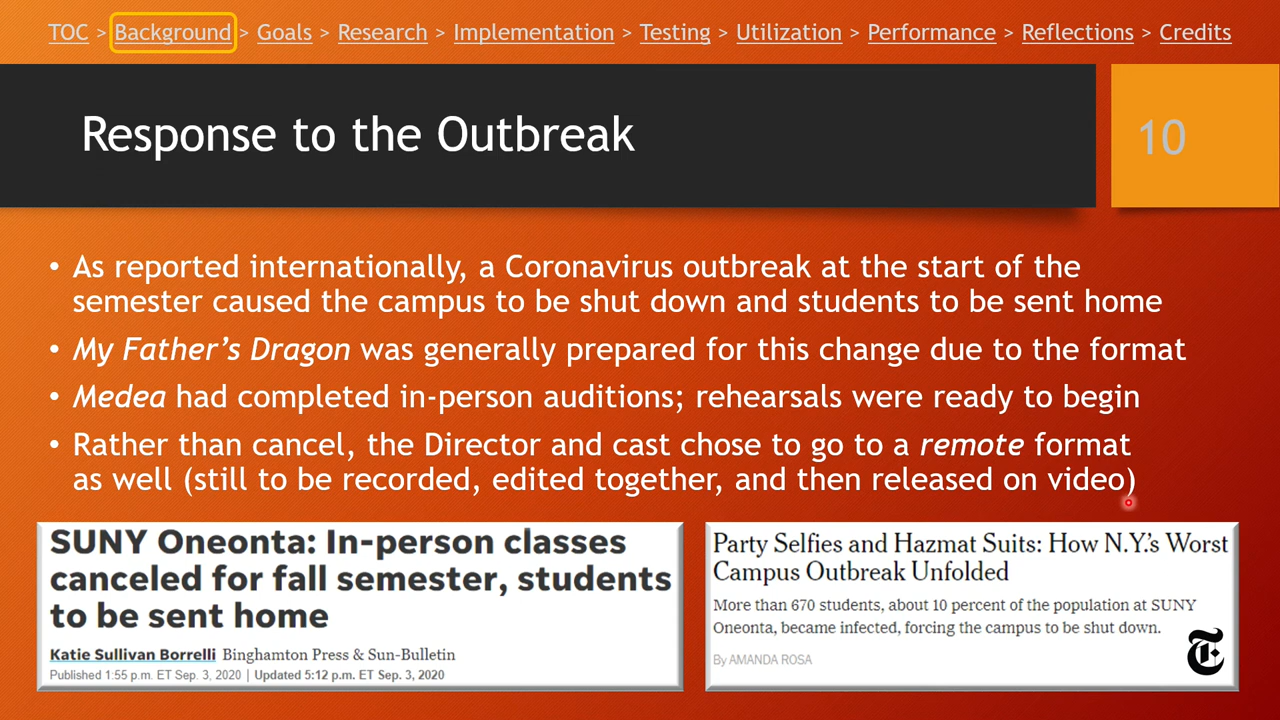 TOC > Background > Goals > Research > Implementation > Testing > Utilization > Performance > Reflections > Credits
Response to the Outbreak
10
• As reported internationally, a Coronavirus outbreak at the start of the
semester caused the campus to be shut down and students to be sent home
• My Father's Dragon was generally prepared for this change due to the format
• Medea had completed in-person auditions; rehearsals were ready to begin
• Rather than cancel, the Director and cast chose to go to a remote format
as well (still to be recorded, edited together, and then released on video)
SUNY Oneonta: In-person classes
canceled for fall semester, students
to be sent home
Katie Sullivan Borrelli Binghamton Press & Sun-Bulletin
Published 1:55 p.m. ET Sep. 3, 2020 | Updated 5:12 p.m. ET Sep. 3, 2020
Party Selfies and Hazmat Suits: How N.Y.'s Worst
Campus Outbreak Unfolded
More than 670 students, about 10 percent of the population at SUNY
Oneonta, became infected, forcing the campus to be shut down.
By AMANDA ROSA
T